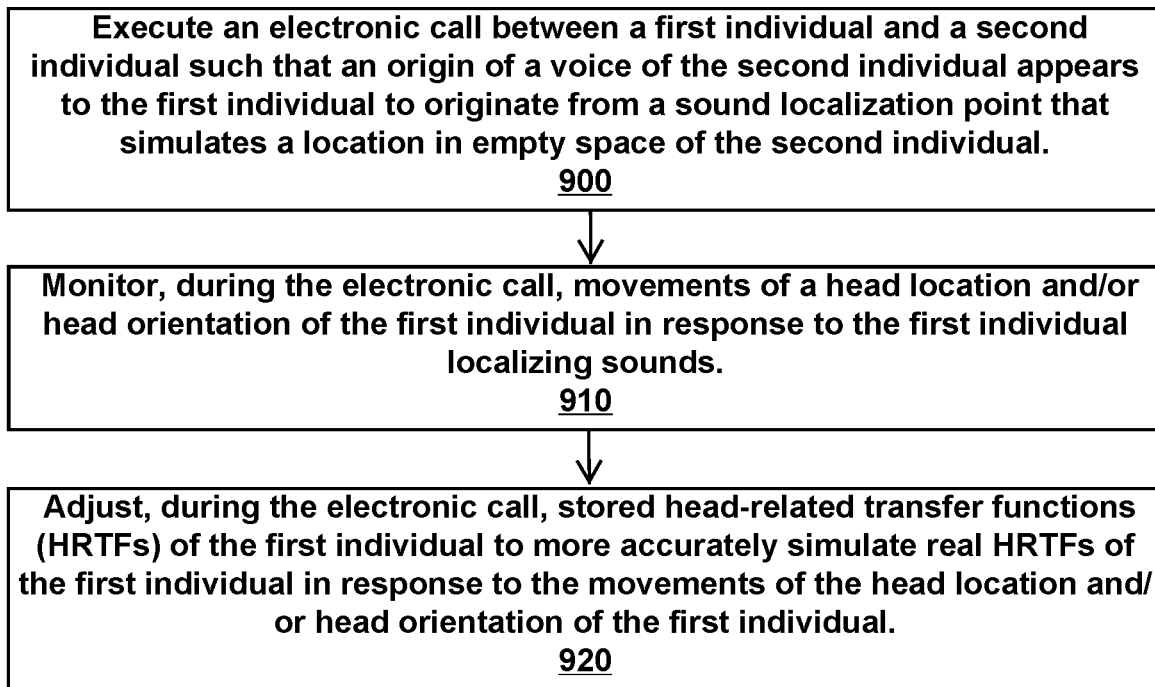 Execute an electronic call between a first individual and a second
individual such that an origin of a voice of the second individual appears
to the first individual to originate from a sound localization point that
simulates a location in empty space of the second individual.
900
Monitor, during the electronic call, movements of a head location and/or
head orientation of the first individual in response to the first individual
localizing sounds.
910
Adjust, during the electronic call, stored head-related transfer functions
(HRTFs) of the first individual to more accurately simulate real HRTFs of
the first individual in response to the movements of the head location and/
or head orientation of the first individual.
920